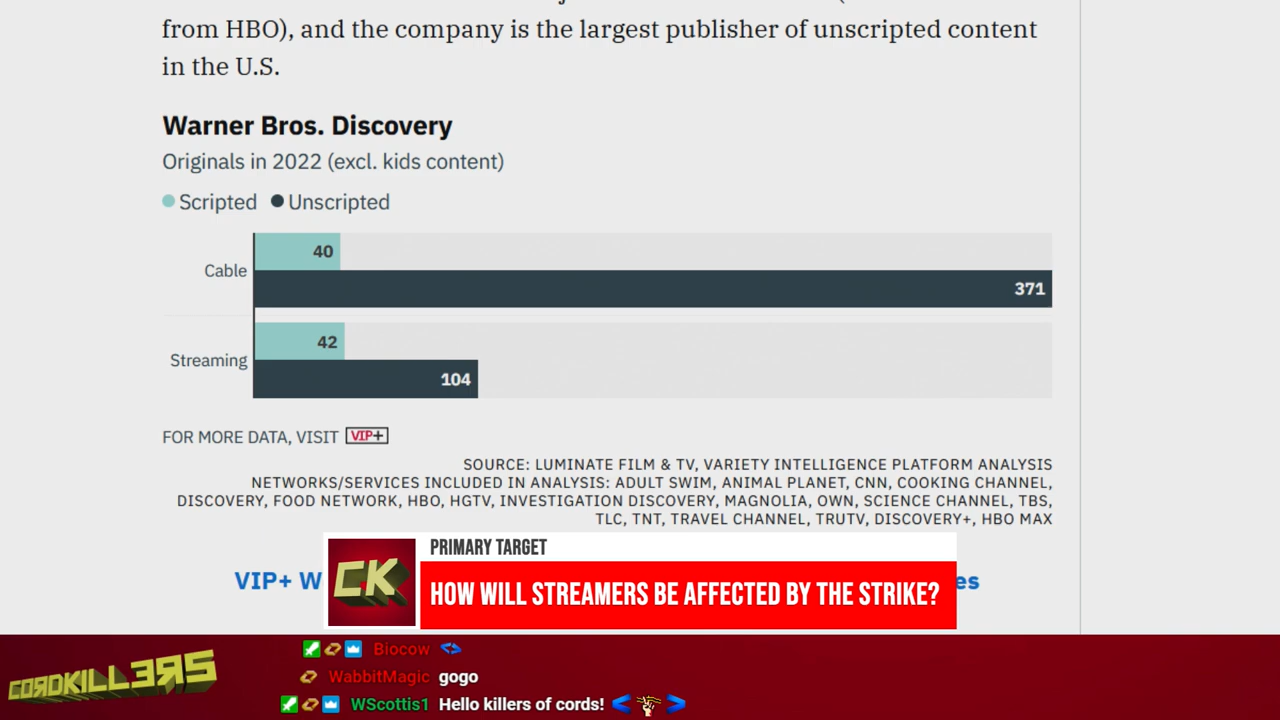 from HBO), and the company is the largest publisher of unscripted content
in the U.S.
Warner Bros. Discovery
Originals in 2022 (excl. kids content)
Scripted Unscripted
Cable
40
371
Streaming
42
104
FOR MORE DATA, VISIT VIP+
SOURCE: LUMINATE FILM & TV, VARIETY INTELLIGENCE PLATFORM ANALYSIS
NETWORKS/SERVICES INCLUDED IN ANALYSIS: ADULT SWIM, ANIMAL PLANET, CNN, COOKING CHANNEL,
DISCOVERY, FOOD NETWORK, HBO, HGTV, INVESTIGATION DISCOVERY, MAGNOLIA, OWN, SCIENCE CHANNEL, TBS,
TLC, TNT, TRAVEL CHANNEL, TRUTV, DISCOVERY+, HBO MAX
VIP+ W
es
CK
PRIMARY TARGET
HOW WILL STREAMERS BE AFFECTED BY THE STRIKE?
CORDKILLERS
Biocow
WabbitMagic gogo
WScottis1 Hello killers of cords!